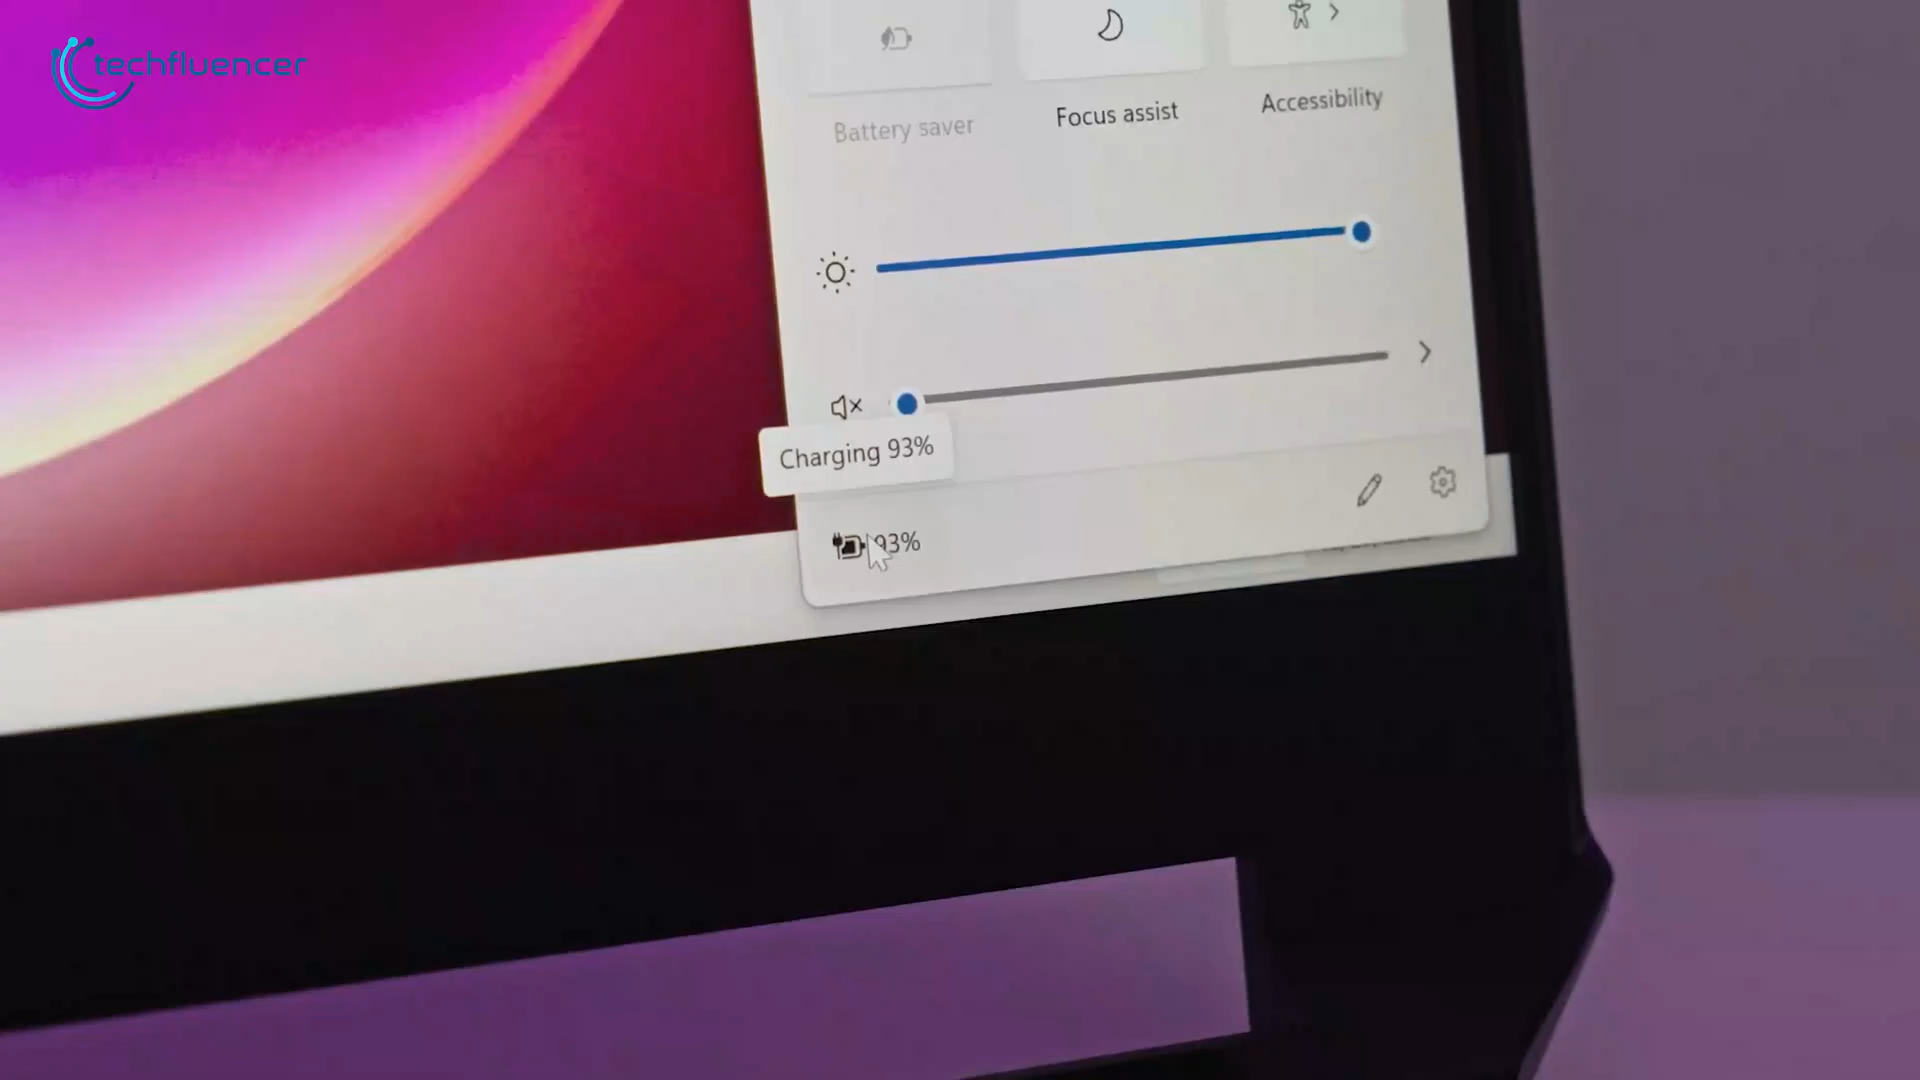 techfluencer
Battery saver
Focus assist
Accessibility
Charging 93%
93%